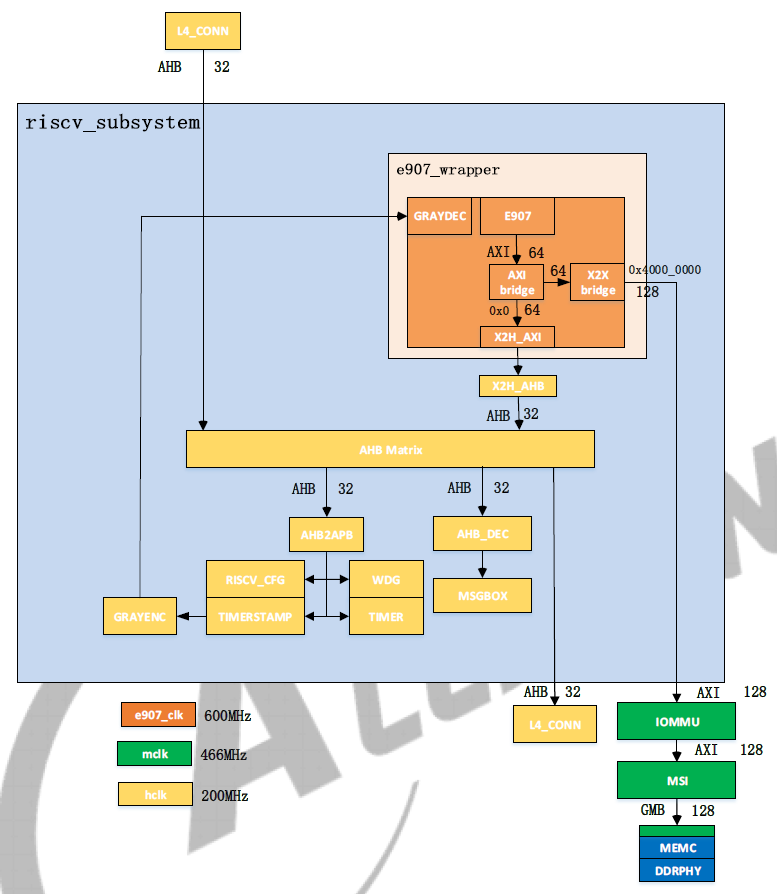 L4_CONN
AHB 32
riscv_subsystem
e907_wrapper
GRAYDEC
E907
AXI 64
AXI
bridge
64
X2X
bridge
0x4000_0000
128
0x0 64
X2H_AXI
X2H_AHB
AHB 32
AHB Matrix
AHB 32
AHB 32
AHB2APB
AHB_DEC
RISCV_CFG
WDG
MSGBOX
GRAYENC
TIMERSTAMP
TIMER
AHB 32
L4_CONN
AXI 128
IOMMU
AXI 128
MSI
GMB 128
MEMC
DDRPHY
e907_clk 600MHz
mclk 466MHz
hclk 200MHz